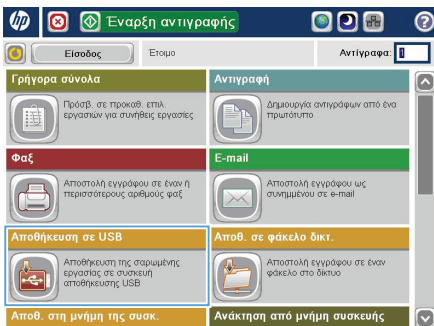 hp Έναρξη αντιγραφής ?
Είσοδος Έτοιμο Αντίγραφα: 1
Γρήγορα σύνολα
Πρόσβ. σε προκαθ. επιλ.
εργασιών για συνήθεις εργασίες
Αντιγραφή
Δημιουργία αντιγράφων από ένα
πρωτότυπο
Φαξ
Αποστολή εγγράφου σε έναν ή
περισσότερους αριθμούς φαξ
E-mail
Αποστολή εγγράφου ως
συνημμένου σε e-mail
Αποθήκευση σε USB
Αποθήκευση της σαρωμένης
εργασίας σε συσκευή
αποθήκευσης USB
Αποθ. σε φάκελο δικτ.
Αποστολή εγγράφου σε έναν
φάκελο στο δίκτυο
Αποθ. στη μνήμη της συσκ.
Ανάκτηση από μνήμη συσκευής